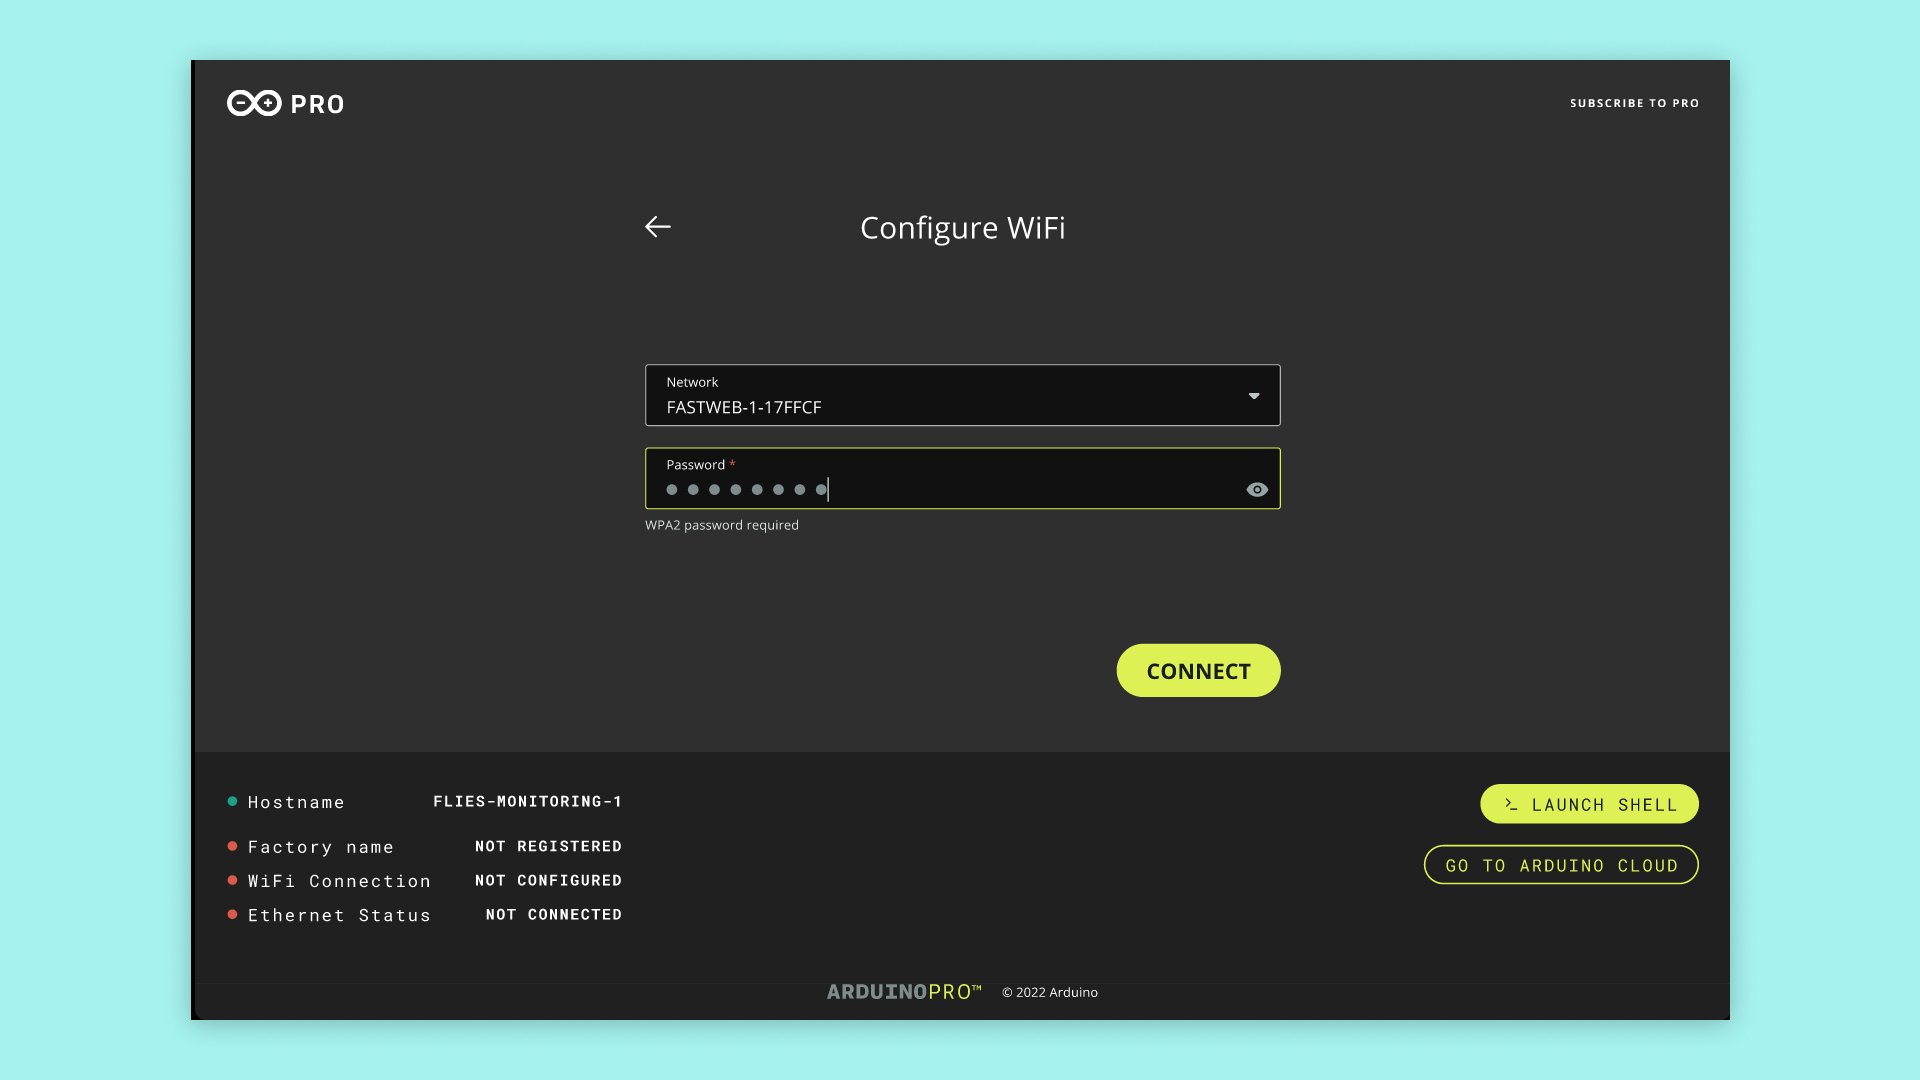 PRO
SUBSCRIBE TO PRO
Configure WiFi
Network
FASTWEB-1-17FFCF
Password *
WPA2 password required
CONNECT
Hostname FLIES-MONITORING-1
Factory name NOT REGISTERED
WiFi Connection NOT CONFIGURED
Ethernet Status NOT CONNECTED
>_ LAUNCH SHELL
GO TO ARDUINO CLOUD
ARDUINOPRO™ © 2022 Arduino